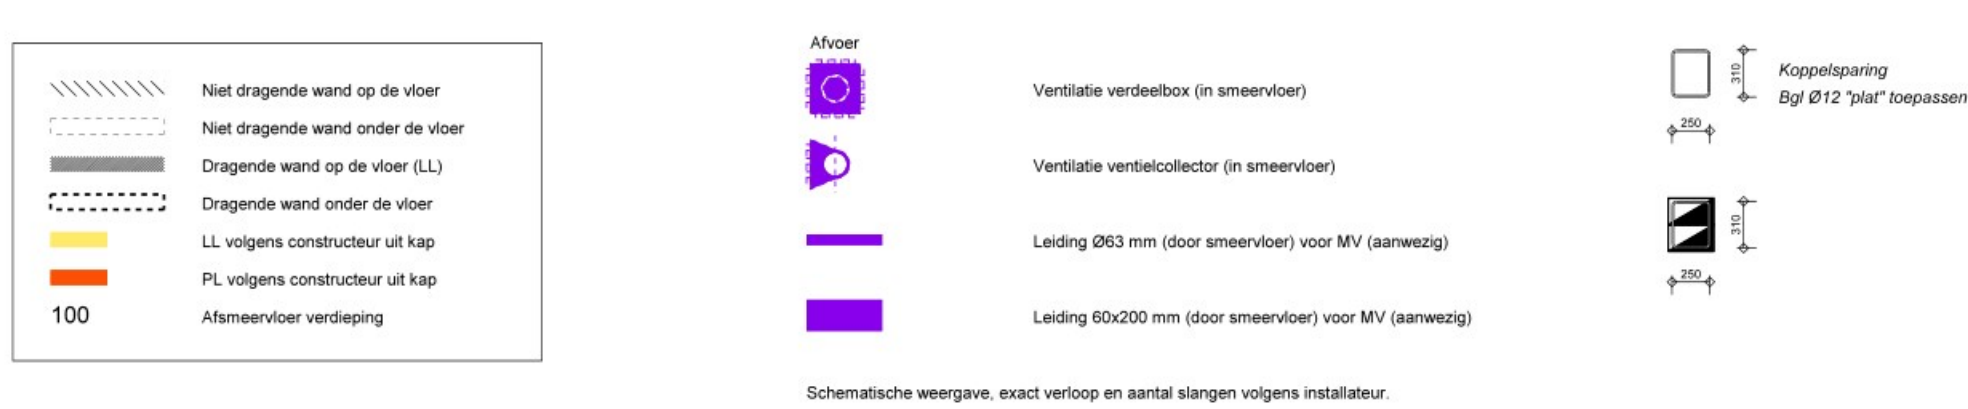 Niet dragende wand op de vloer
Niet dragende wand onder de vloer
Dragende wand op de vloer (LL)
Dragende wand onder de vloer
LL volgens constructeur uit kap
PL volgens constructeur uit kap
100 Afsmeervloer verdieping
Afvoer
Ventilatie verdeelbox (in smeervloer)
Ventilatie ventielcollector (in smeervloer)
Leiding Ø63 mm (door smeervloer) voor MV (aanwezig)
Leiding 60x200 mm (door smeervloer) voor MV (aanwezig)
Schematische weergave, exact verloop en aantal slangen volgens installateur.
310
Koppelsparing
Bgl Ø12 "plat" toepassen
250
310
250